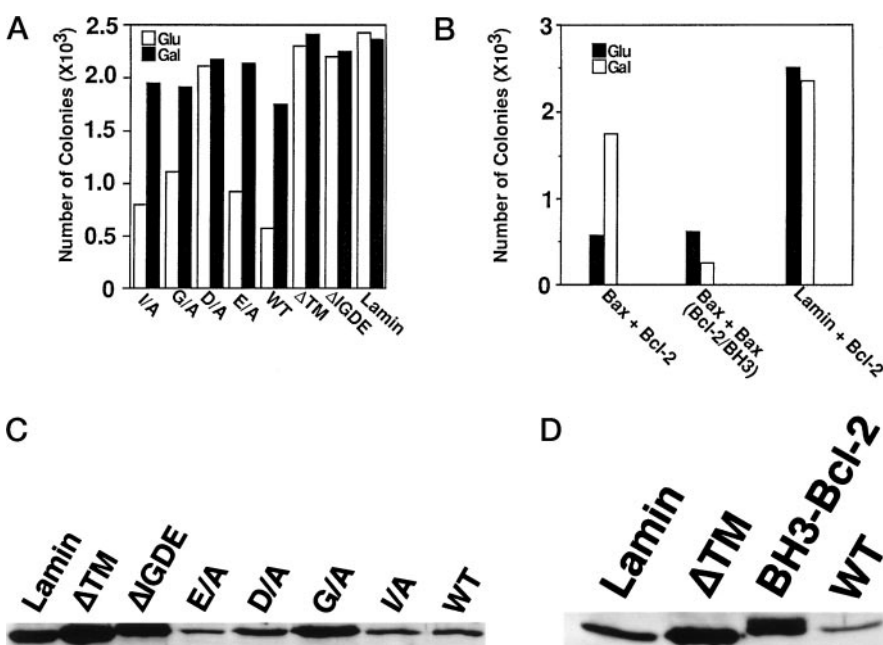 A
Number of Colonies (X10³)
2.5
2.0
1.5
1.0
0.5
0
Glu
Gal
I/A
G/A
D/A
E/A
WT
ΔTM
ΔIGDE
Lamin
B
Number of Colonies (X10³)
3
2
1
0
Glu
Gal
Bax + Bcl-2
Bax + Bax
(Bcl-2/BH3)
Lamin + Bcl-2
C
Lamin
ΔTM
ΔIGDE
E/A
D/A
G/A
I/A
WT
D
Lamin
ΔTM
BH3-Bcl-2
WT